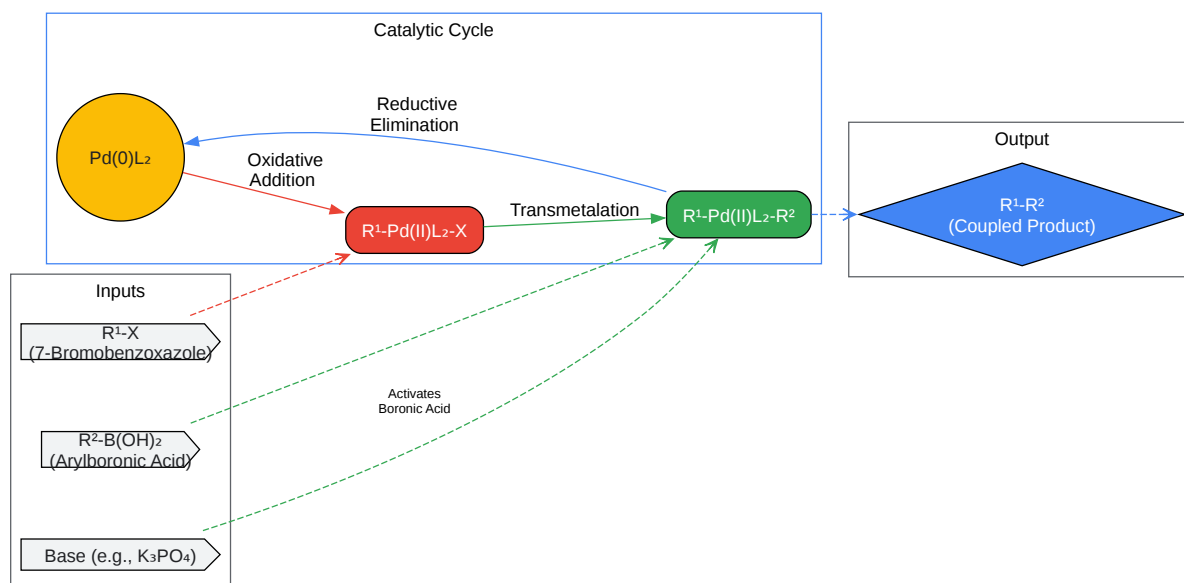 Catalytic Cycle
Reductive
Elimination
Pd(0)L₂
Oxidative
Addition
R¹-Pd(II)L₂-X
Transmetalation
R¹-Pd(II)L₂-R²
Output
R¹-R²
(Coupled Product)
Inputs
R¹-X
(7-Bromobenzoxazole)
R²-B(OH)₂
(Arylboronic Acid)
Activates
Boronic Acid
Base (e.g., K₃PO₄)